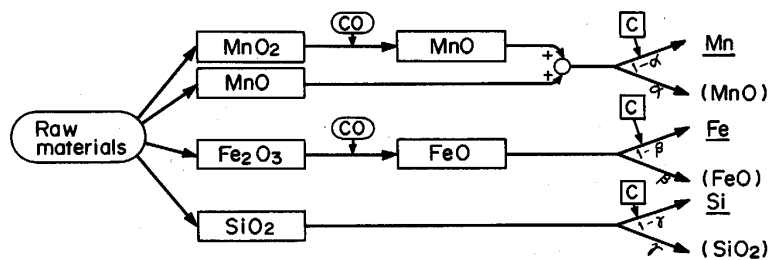 MnO₂
CO
MnO
C
Mn
1-α
α
(MnO)
MnO
+
+
Raw
materials
Fe₂O₃
CO
FeO
C
Fe
1-β
β
(FeO)
SiO₂
C
Si
1-γ
γ
(SiO₂)